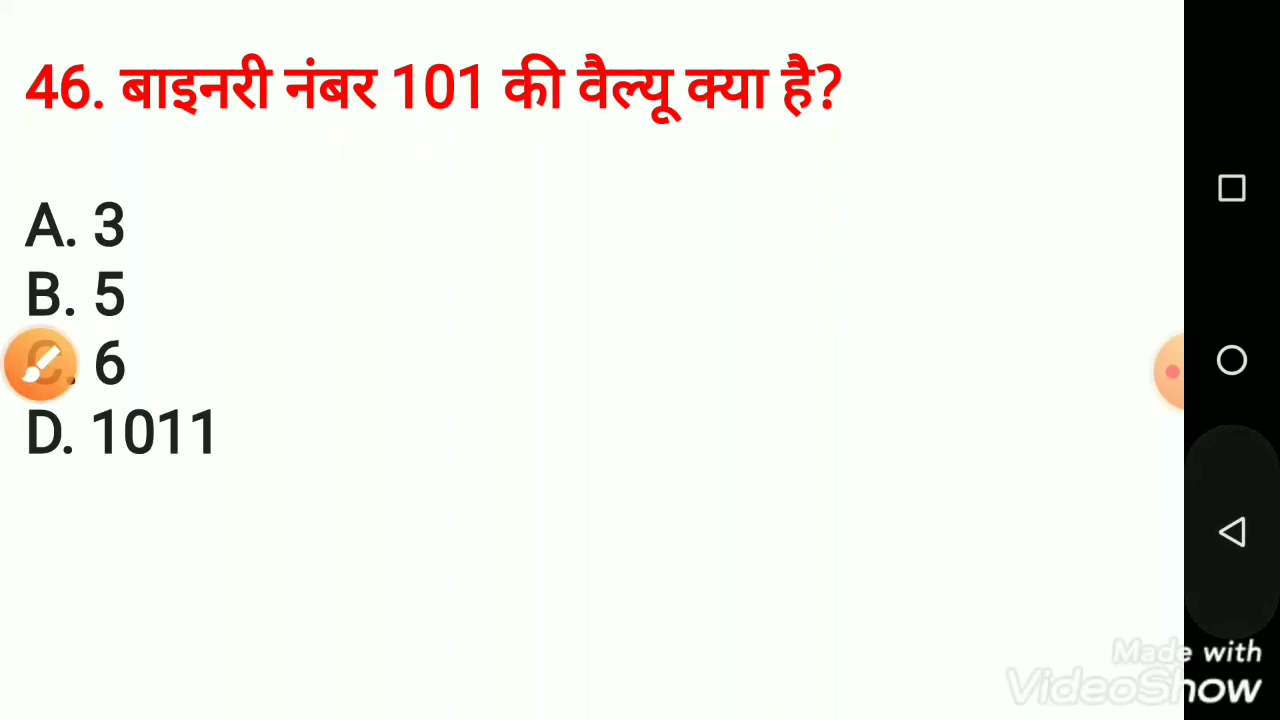 46. बाइनरी नंबर 101 की वैल्यू क्या है?
A. 3
B. 5
C. 6
D. 1011
Made with
VideoShow